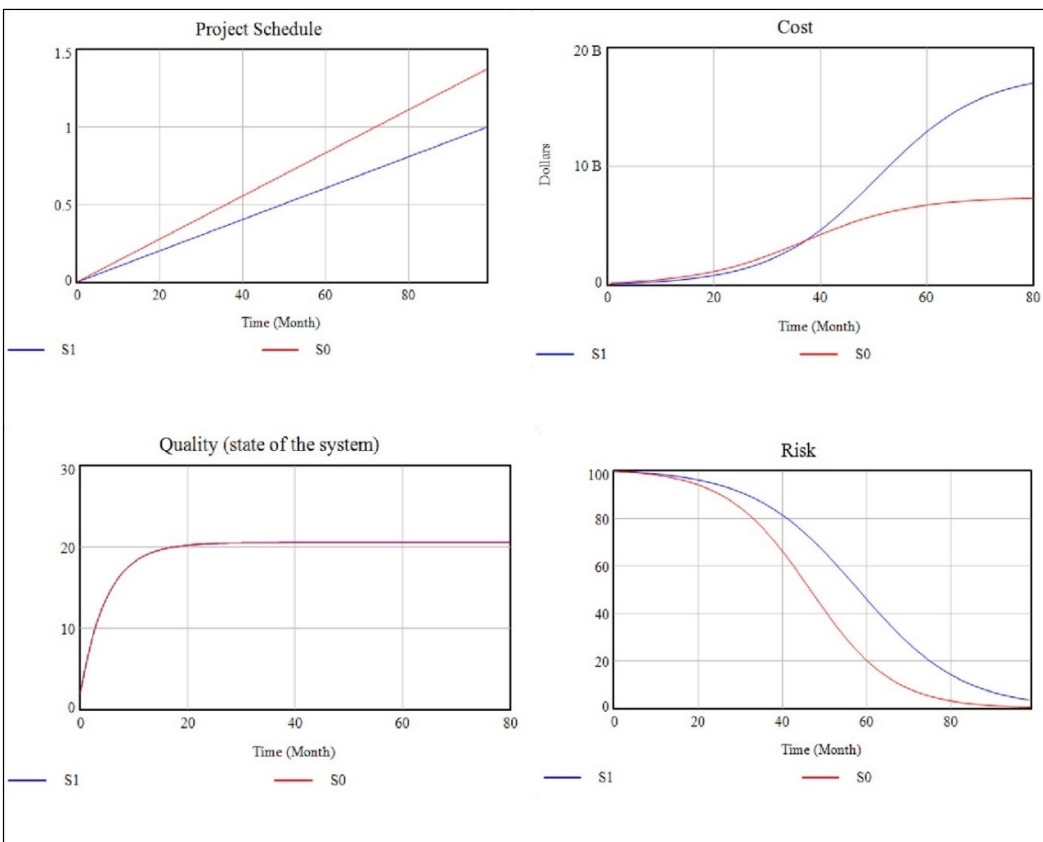 Project Schedule
1.5
1
0.5
0
0 20 40 60 80
Time (Month)
S1 S0
Cost
20 B
10 B
0
Dollars
0 20 40 60 80
Time (Month)
S1 S0
Quality (state of the system)
30
20
10
0
0 20 40 60 80
Time (Month)
S1 S0
Risk
100
80
60
40
20
0
0 20 40 60 80
Time (Month)
S1 S0